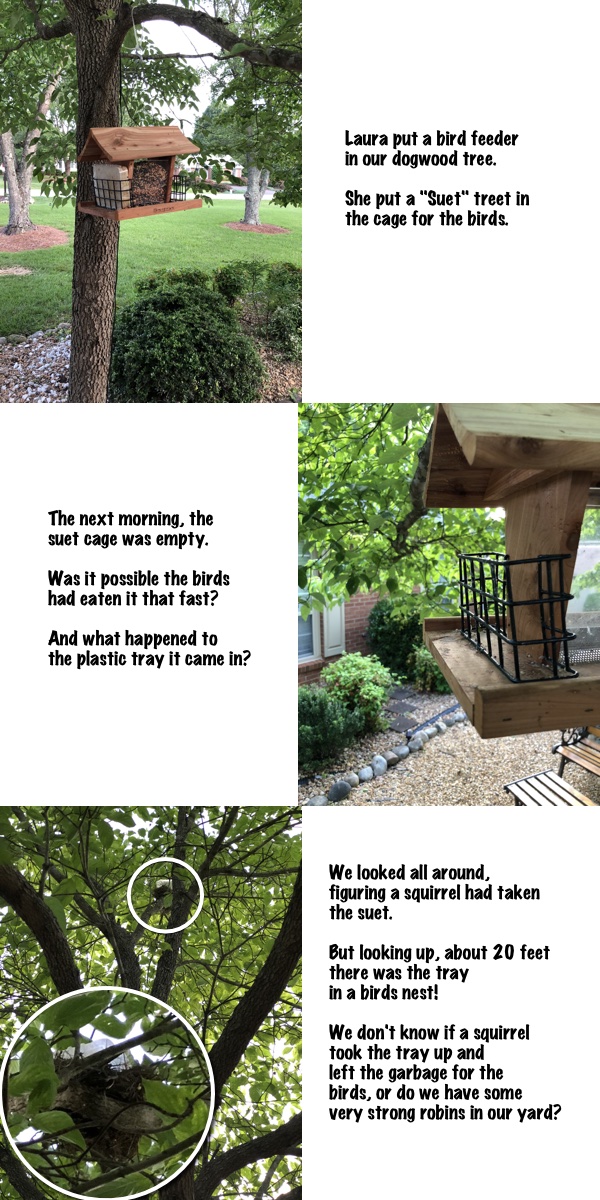 Laura put a bird feeder
in our dogwood tree.
She put a "Suet" treet in
the cage for the birds.
The next morning, the
suet cage was empty.
Was it possible the birds
had eaten it that fast?
And what happened to
the plastic tray it came in?
We looked all around,
figuring a squirrel had taken
the suet.
But looking up, about 20 feet
there was the tray
in a birds nest!
We don't know if a squirrel
took the tray up and
left the garbage for the
birds, or do we have some
very strong robins in our yard?